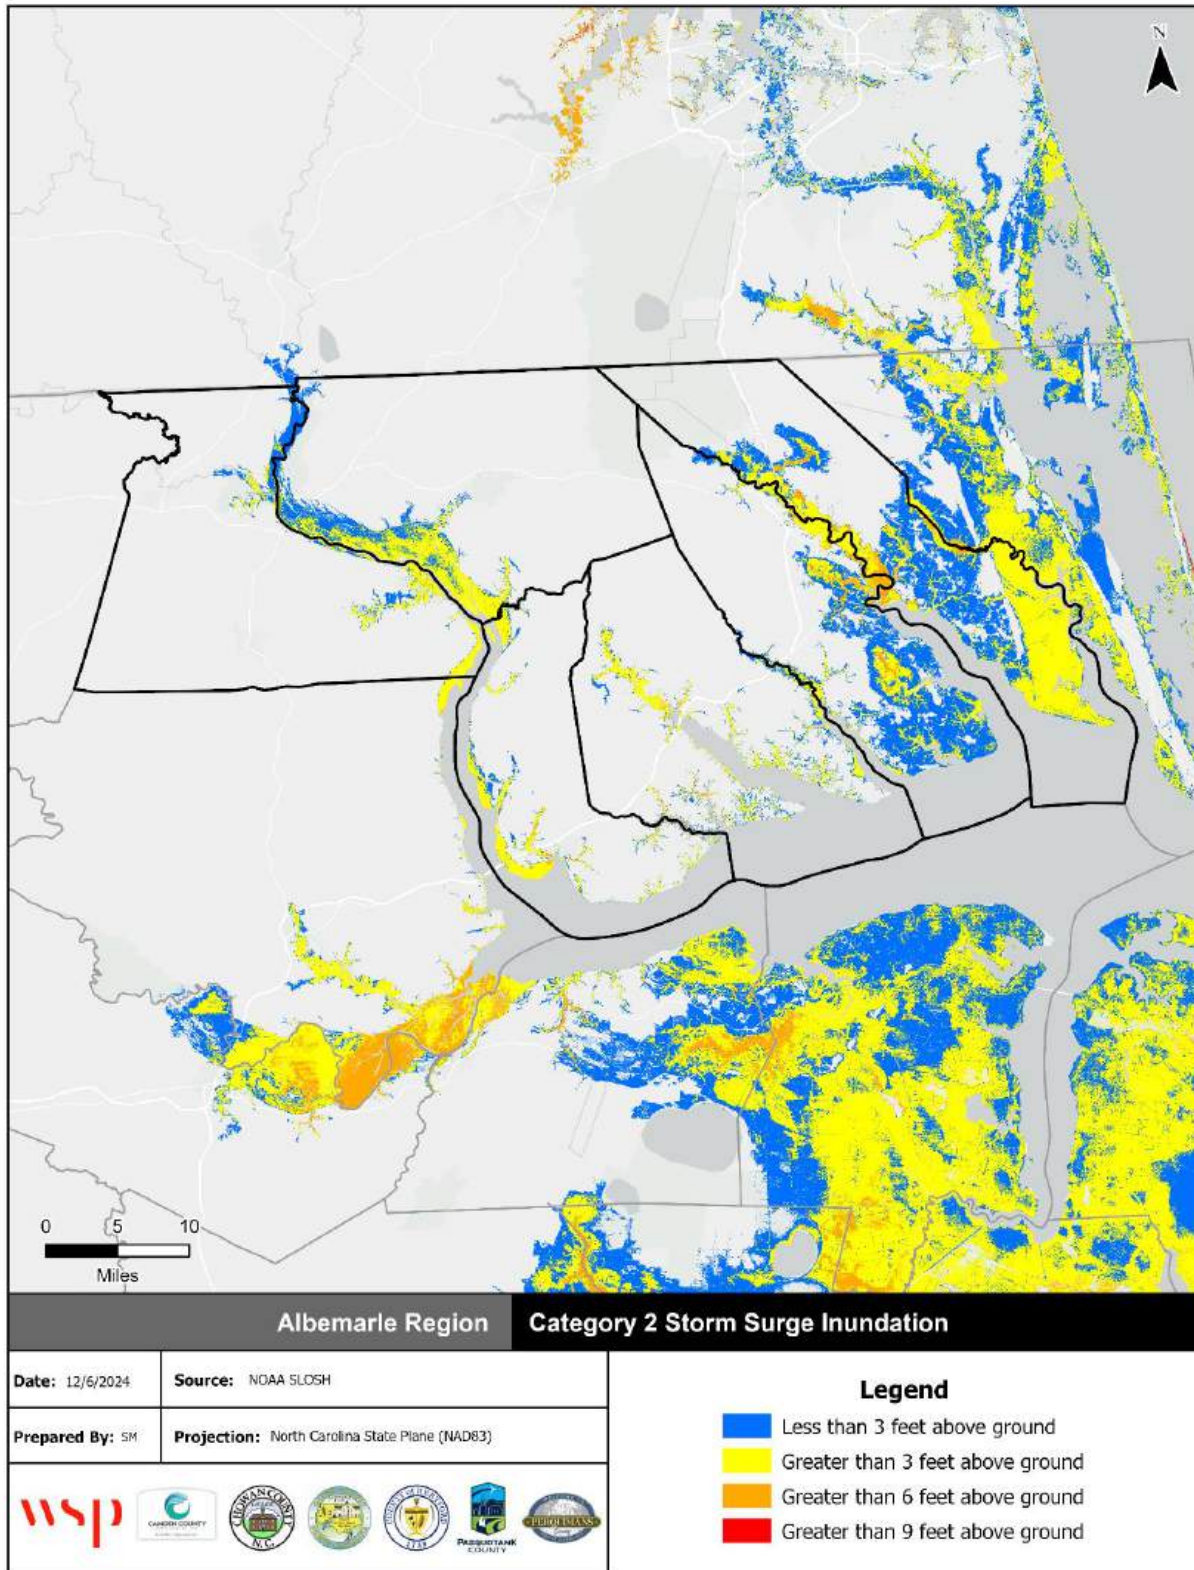 N
0 5 10
Miles
Albemarle Region Category 2 Storm Surge Inundation
Date: 12/6/2024 Source: NOAA SLOSH
Prepared By: SM Projection: North Carolina State Plane (NAD83)
Legend
Less than 3 feet above ground
Greater than 3 feet above ground
Greater than 6 feet above ground
Greater than 9 feet above ground
wsp
CAMDEN COUNTY
CHOWAN COUNTY
N.C.
PASQUOTANK
COUNTY
PERQUIMANS